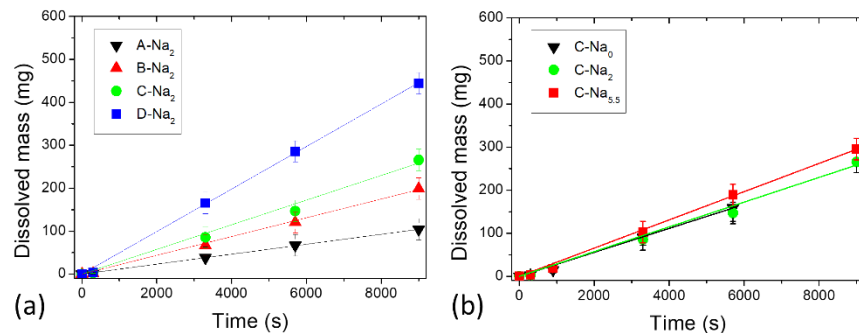 600
500
400
300
200
100
0
Dissolved mass (mg)
A-Na₂
B-Na₂
C-Na₂
D-Na₂
0 2000 4000 6000 8000
Time (s)
(a)
600
500
400
300
200
100
0
Dissolved mass (mg)
C-Na₀
C-Na₂
C-Na₅.₅
0 2000 4000 6000 8000
Time (s)
(b)